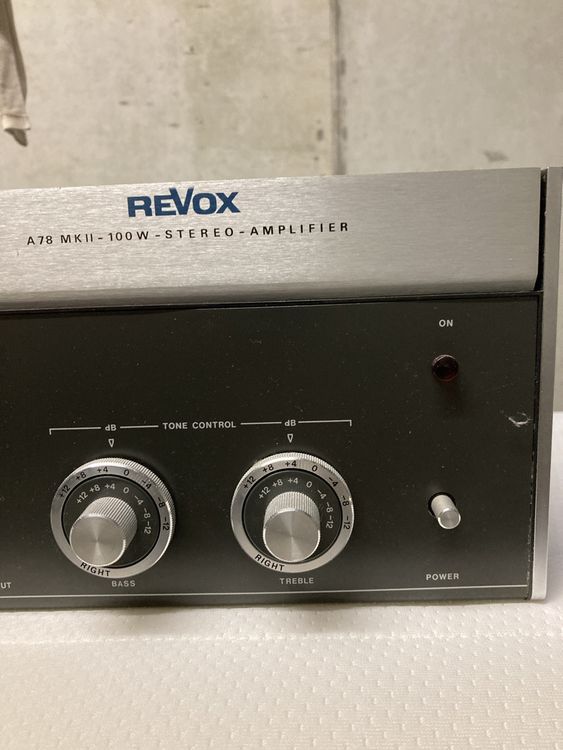 REVOX
A78 MKII-100W-STEREO-AMPLIFIER
ON
dB TONE CONTROL dB
+12 +8 +4 0 -4 -8 -12
+12 +8 +4 0 -4 -8 -12
RIGHT
BASS
+12 +8 +4 0 -4 -8 -12
+12 +8 +4 0 -4 -8 -12
RIGHT
TREBLE
POWER
UT